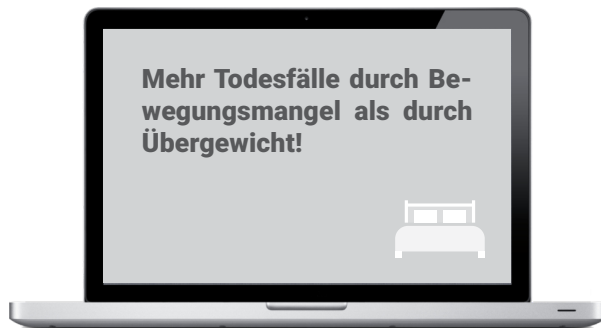 Mehr Todesfälle durch Be-
wegungsmangel als durch
Übergewicht!